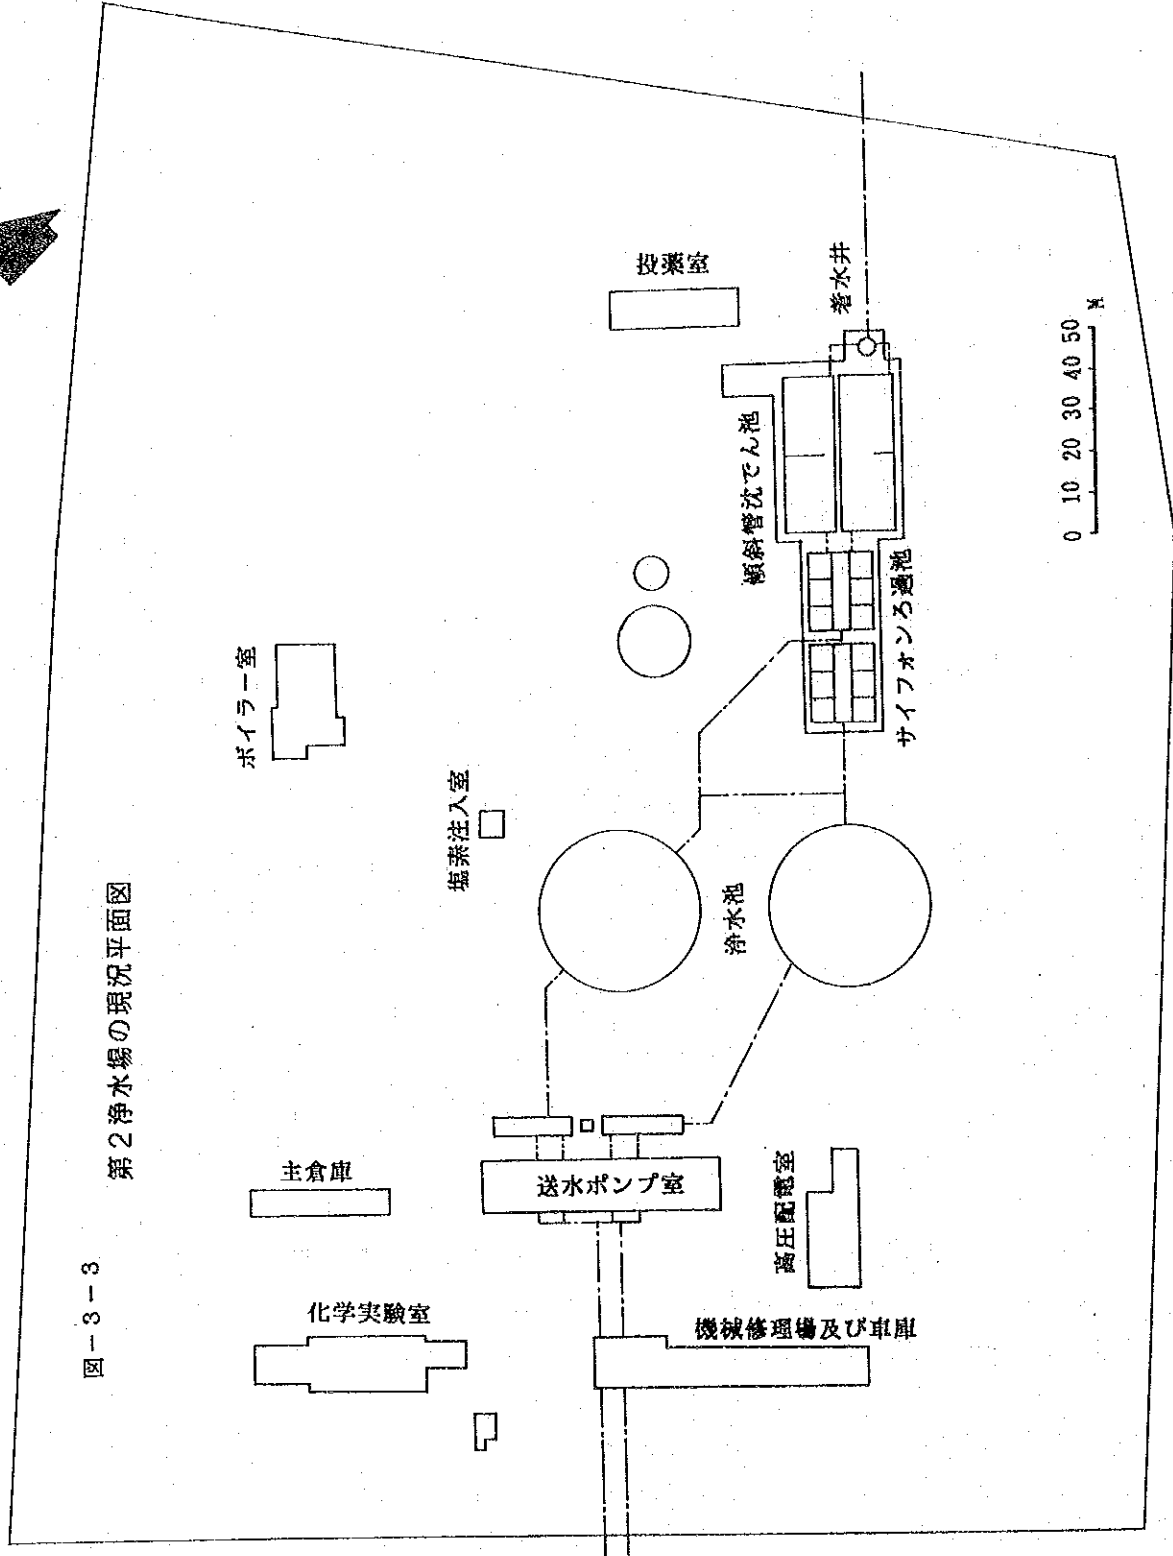 図-3-3
第2浄水場の現況平面図
投薬室
着水井
傾斜管沈でん池
サイフォンろ過池
ボイラー室
塩素注入室
浄水池
主倉庫
送水ポンプ室
高圧配電室
化学実験室
機械修理場及び車庫
0 10 20 30 40 50 M